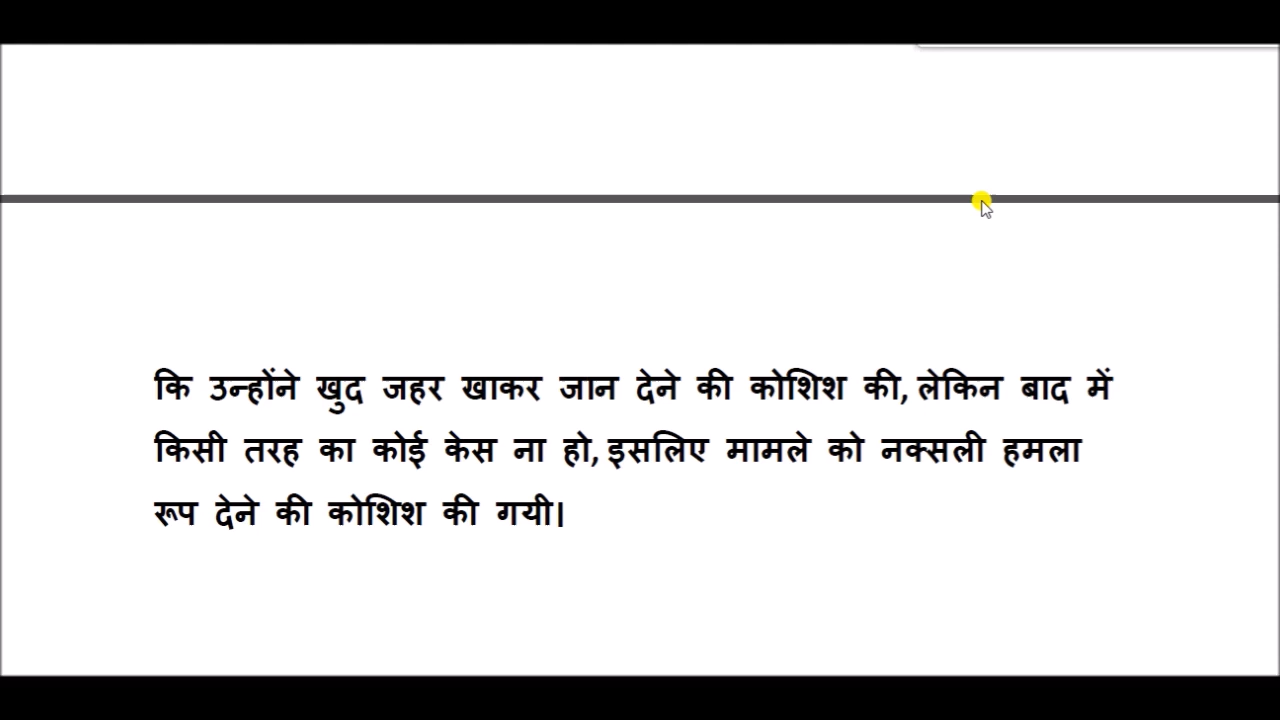 कि उन्होंने खुद जहर खाकर जान देने की कोशिश की, लेकिन बाद में
किसी तरह का कोई केस ना हो, इसलिए मामले को नक्सली हमला
रूप देने की कोशिश की गयी।